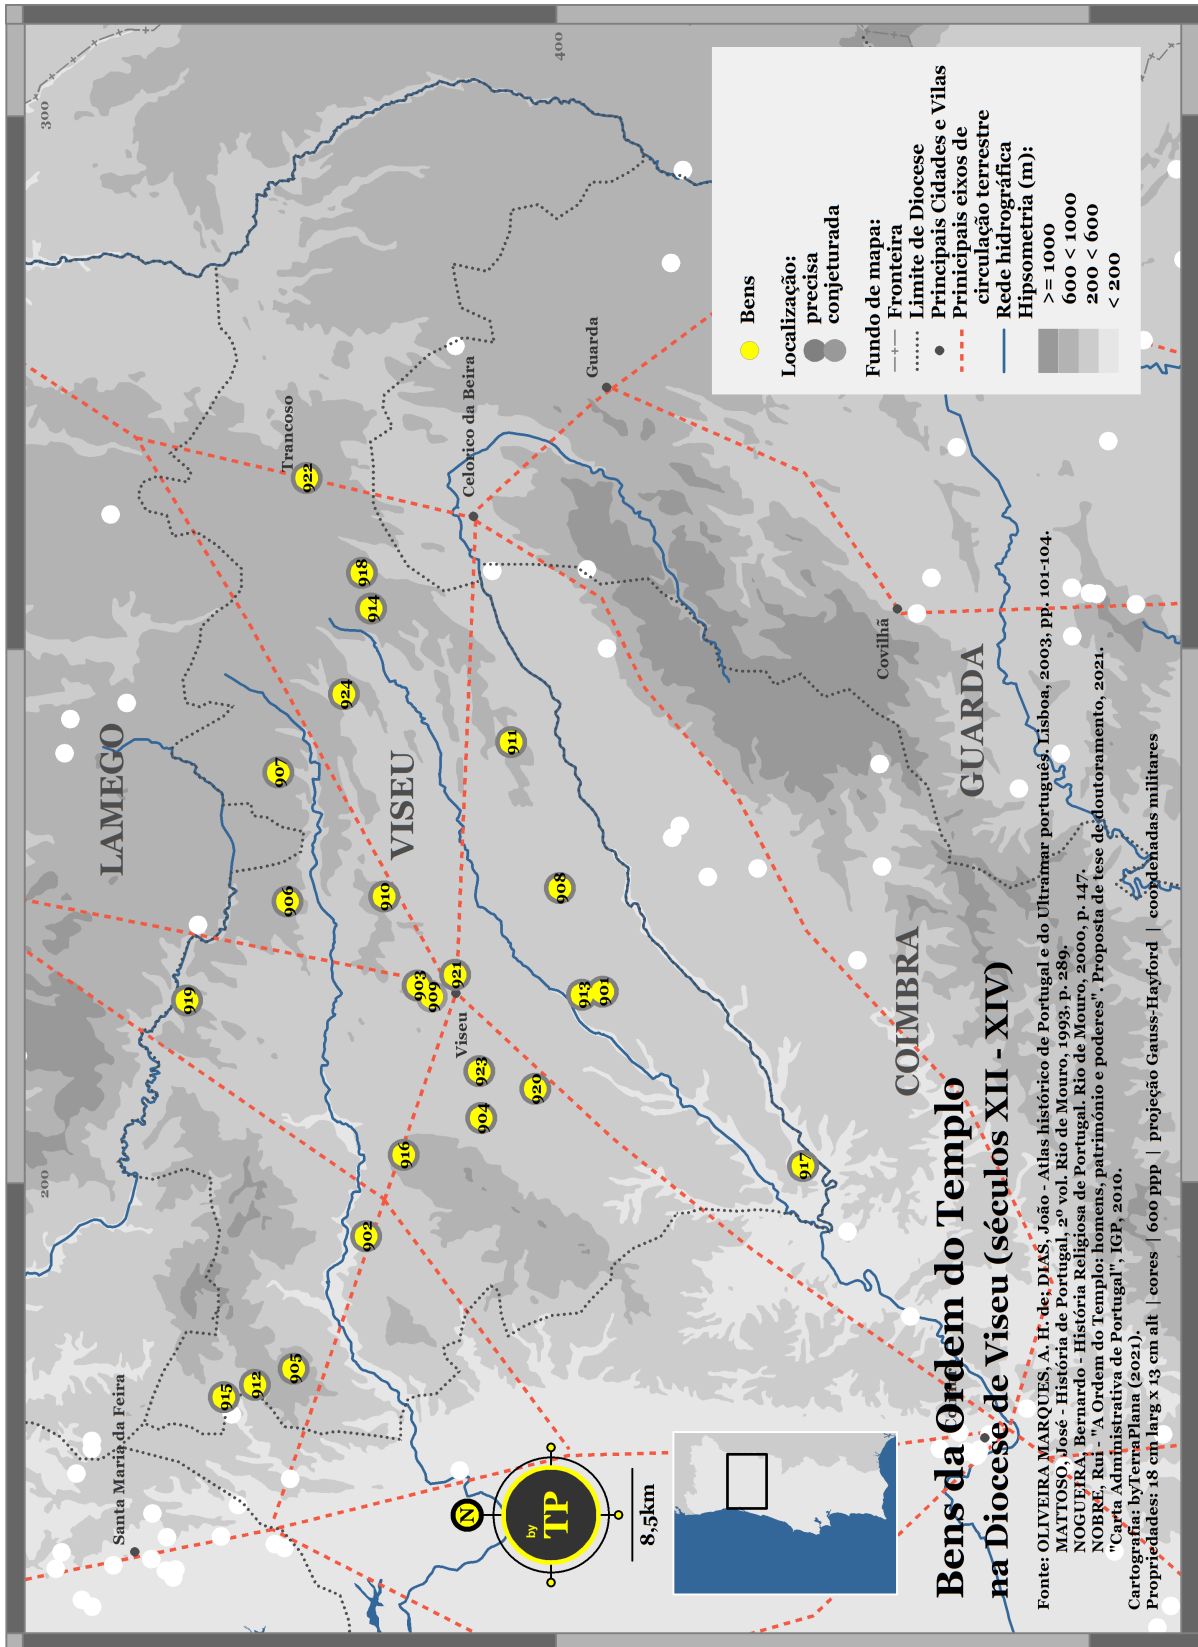 300
400
200
LAMEGO
VISEU
COIMBRA
GUARDA
Santa Maria da Feira
Viseu
Trancoso
Celorico da Beira
Guarda
Covilhã
915
912
905
902
916
904
923
920
919
903
909
921
906
910
907
924
914
918
922
911
908
913
901
917
N
by
TP
8,5km
Bens da Ordem do Templo
na Diocese de Viseu (séculos XII - XIV)
Fonte: OLIVEIRA MARQUES, A. H. de; DIAS, João - Atlas histórico de Portugal e do Ultramar português. Lisboa, 2003, pp. 101-104.
MATTOSO, José - História de Portugal, 2º vol. Rio de Mouro, 1993, p. 289.
NOGUEIRA, Bernardo - História Religiosa de Portugal. Rio de Mouro, 2000, p. 147.
NOBRE, Rui - "A Ordem do Templo: homens, património e poderes". Proposta de tese de doutoramento, 2021.
"Carta Administrativa de Portugal", IGP, 2010.
Cartografia: byTerraPlana (2021).
Propriedades: 18 cm larg x 13 cm alt | cores | 600 ppp | projeção Gauss-Hayford | coordenadas militares
Bens
Localização:
precisa
conjeturada
Fundo de mapa:
Fronteira
Limite de Diocese
Principais Cidades e Vilas
Prinicipais eixos de
circulação terrestre
Rede hidrográfica
Hipsometria (m):
>= 1000
600 < 1000
200 < 600
< 200